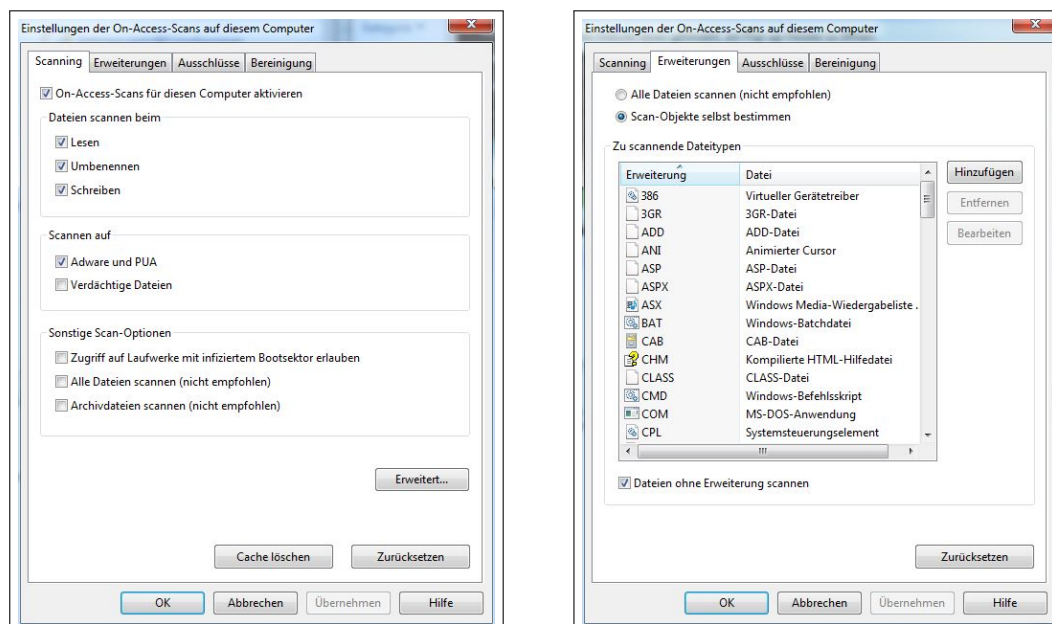 Einstellungen der On-Access-Scans auf diesem Computer
Scanning Erweiterungen Ausschlüsse Bereinigung
On-Access-Scans für diesen Computer aktivieren
Dateien scannen beim
Lesen
Umbenennen
Schreiben
Scannen auf
Adware und PUA
Verdächtige Dateien
Sonstige Scan-Optionen
Zugriff auf Laufwerke mit infiziertem Bootsektor erlauben
Alle Dateien scannen (nicht empfohlen)
Archivdateien scannen (nicht empfohlen)
Erweitert...
Cache löschen Zurücksetzen
OK Abbrechen Übernehmen Hilfe
Einstellungen der On-Access-Scans auf diesem Computer
Scanning Erweiterungen Ausschlüsse Bereinigung
Alle Dateien scannen (nicht empfohlen)
Scan-Objekte selbst bestimmen
Zu scannende Dateitypen
Erweiterung Datei Hinzufügen
386 Virtueller Gerätetreiber
3GR 3GR-Datei Entfernen
ADD ADD-Datei Bearbeiten
ANI Animierter Cursor
ASP ASP-Datei
ASPX ASPX-Datei
ASX Windows Media-Wiedergabeliste .
BAT Windows-Batchdatei
CAB CAB-Datei
CHM Kompilierte HTML-Hilfedatei
CLASS CLASS-Datei
CMD Windows-Befehlsskript
COM MS-DOS-Anwendung
CPL Systemsteuerungselement
Dateien ohne Erweiterung scannen
Zurücksetzen
OK Abbrechen Übernehmen Hilfe